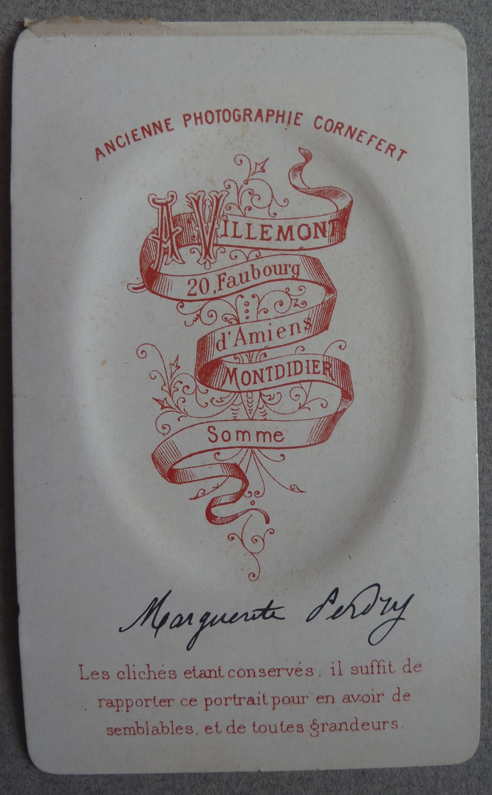 ANCIENNE PHOTOGRAPHIE CORNEFERT
A VILLEMONT
20, Faubourg
d'Amiens
MONTDIDIER
Somme
Marguerite Perdry
Les clichés etant conservés, il suffit de
rapporter ce portrait pour en avoir de
semblables, et de toutes grandeurs.